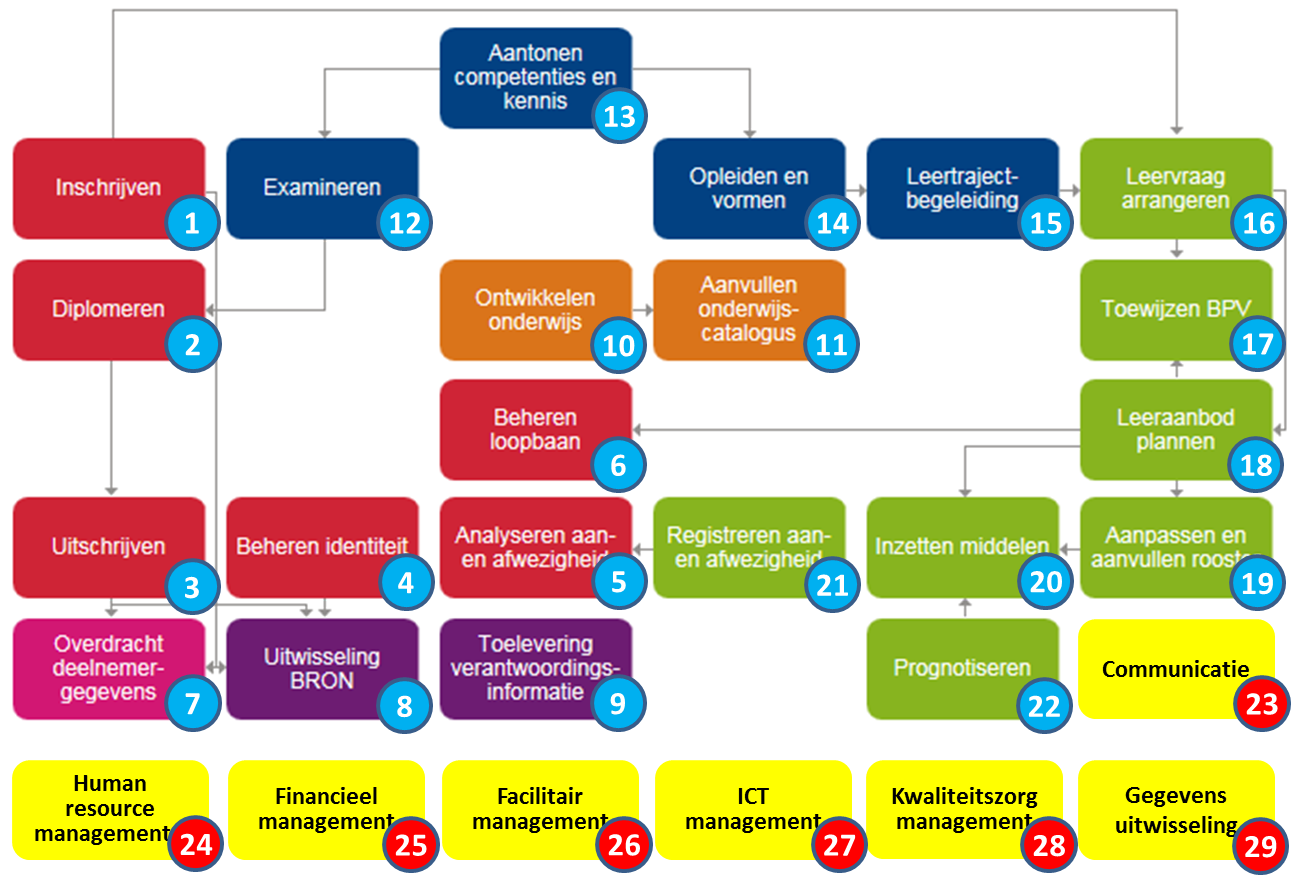 Aantonen
competenties en
kennis
13
Inschrijven
1
Examineren
12
Opleiden en
vormen
14
Leertraject-
begeleiding
15
Leervraag
arrangeren
16
Diplomeren
2
Ontwikkelen
onderwijs
10
Aanvullen
onderwijs-
catalogus
11
Toewijzen BPV
17
Beheren
loopbaan
6
Leeraanbod
plannen
18
Uitschrijven
3
Beheren identiteit
4
Analyseren aan-
en afwezigheid
5
Registreren aan-
en afwezigheid
21
Inzetten middelen
20
Aanpassen en
aanvullen rooster
19
Overdracht
deelnemer-
gegevens
7
Uitwisseling
BRON
8
Toelevering
verantwoordings-
informatie
9
Prognotiseren
22
Communicatie
23
Human
resource
management
24
Financieel
management
25
Facilitair
management
26
ICT
management
27
Kwaliteitszorg
management
28
Gegevens
uitwisseling
29